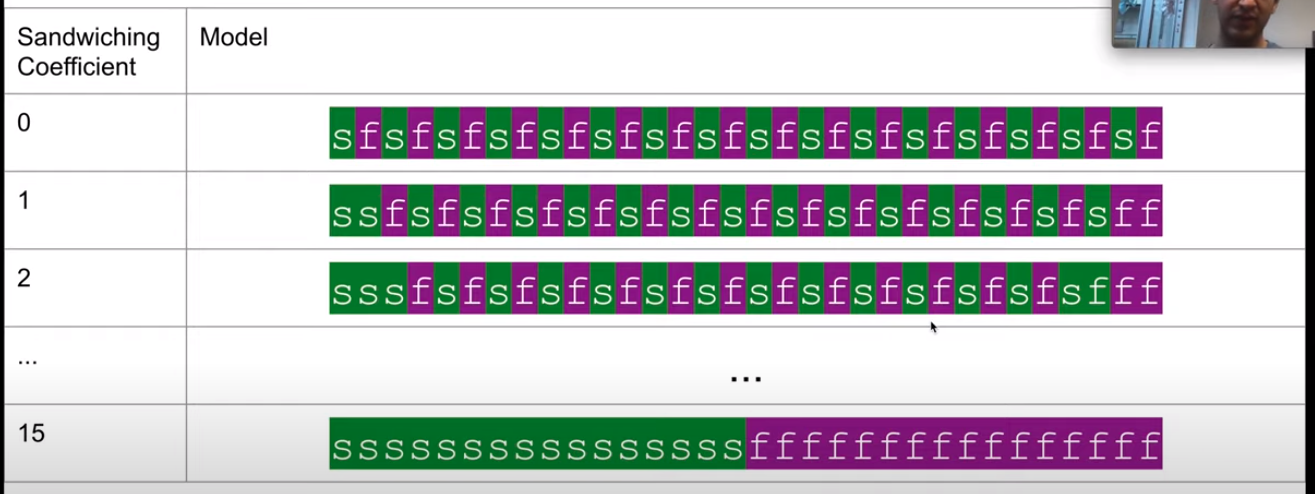 Sandwiching Coefficient
Model
0
sfsfsfsfsfsfsfsfsfsfsfsfsfsfsfsf
1
ssfsfsfsfsfsfsfsfsfsfsfsfsfsfsff
2
sssfsfsfsfsfsfsfsfsfsfsfsfsfsfff
...
...
15
ssssssssssssssssffffffffffffffff